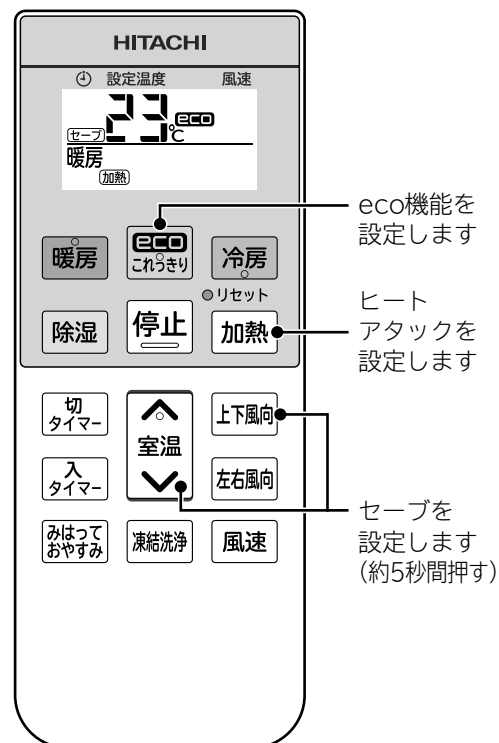 HITACHI
設定温度 風速
セーブ 23℃ eco
暖房
加熱
eco機能を
設定します
暖房 eco これっきり 冷房
リセット
除湿 停止 加熱
ヒート
アタックを
設定します
切
タイマー
室温
上下風向
入
タイマー
左右風向
みはって
おやすみ
凍結洗浄
風速
セーブを
設定します
(約5秒間押す)